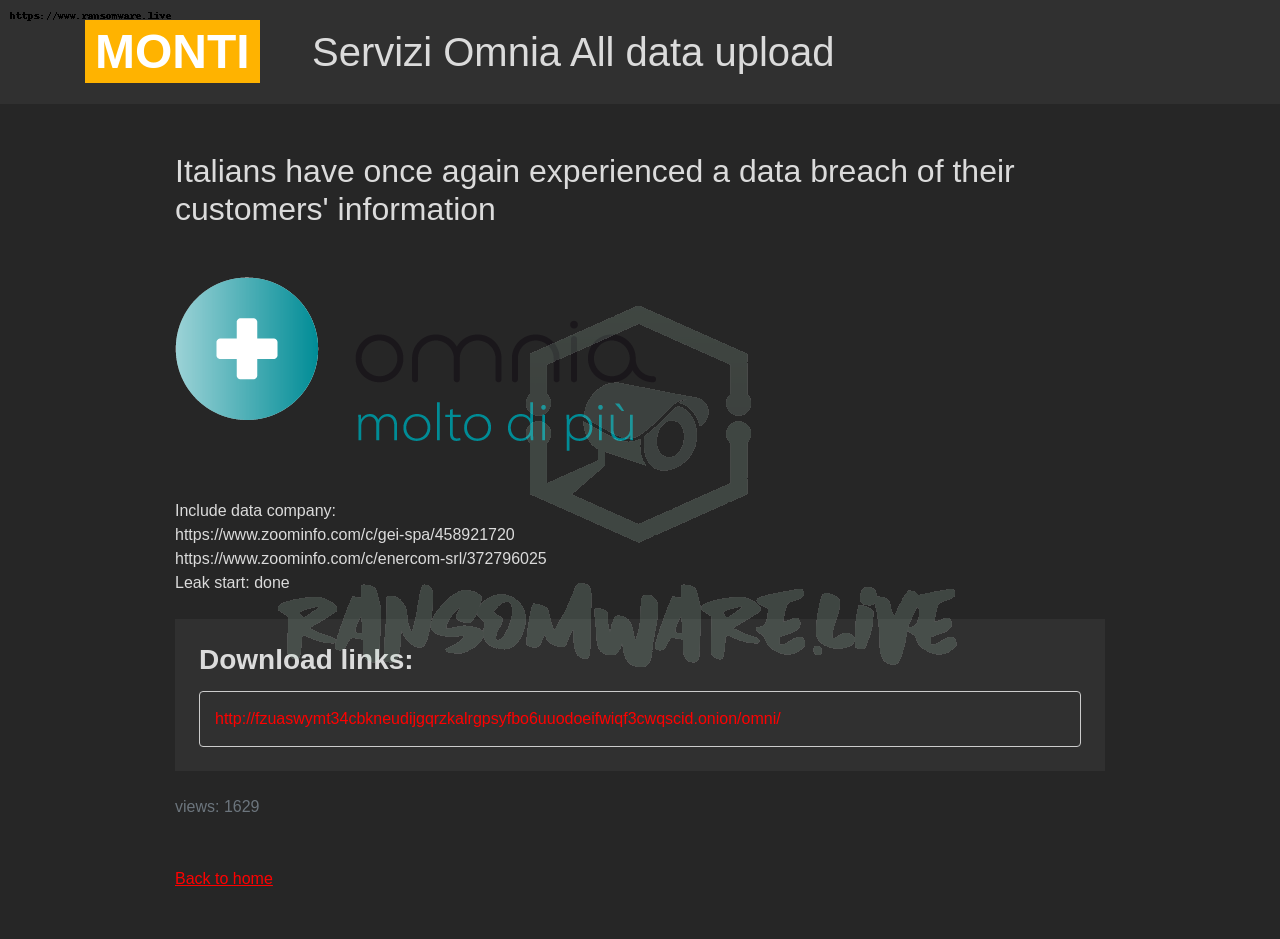 https://www.ransomware.live
MONTI
Servizi Omnia All data upload
Italians have once again experienced a data breach of their
customers' information
omnia
molto di più
Include data company:
https://www.zoominfo.com/c/gei-spa/458921720
https://www.zoominfo.com/c/enercom-srl/372796025
Leak start: done
RANSOMWARE.LIVE
Download links:
http://fzuaswymt34cbkneudijgqrzkalrgpsyfbo6uuodoeifwiqf3cwqscid.onion/omni/
views: 1629
Back to home